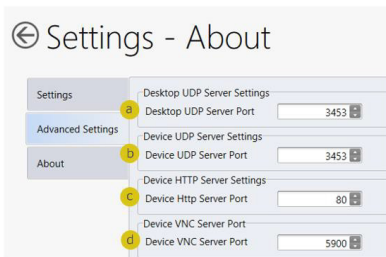 Settings - About
Settings
Advanced Settings
About
Desktop UDP Server Settings
a Desktop UDP Server Port 3453
Device UDP Server Settings
b Device UDP Server Port 3453
Device HTTP Server Settings
c Device Http Server Port 80
Device VNC Server Port
d Device VNC Server Port 5900